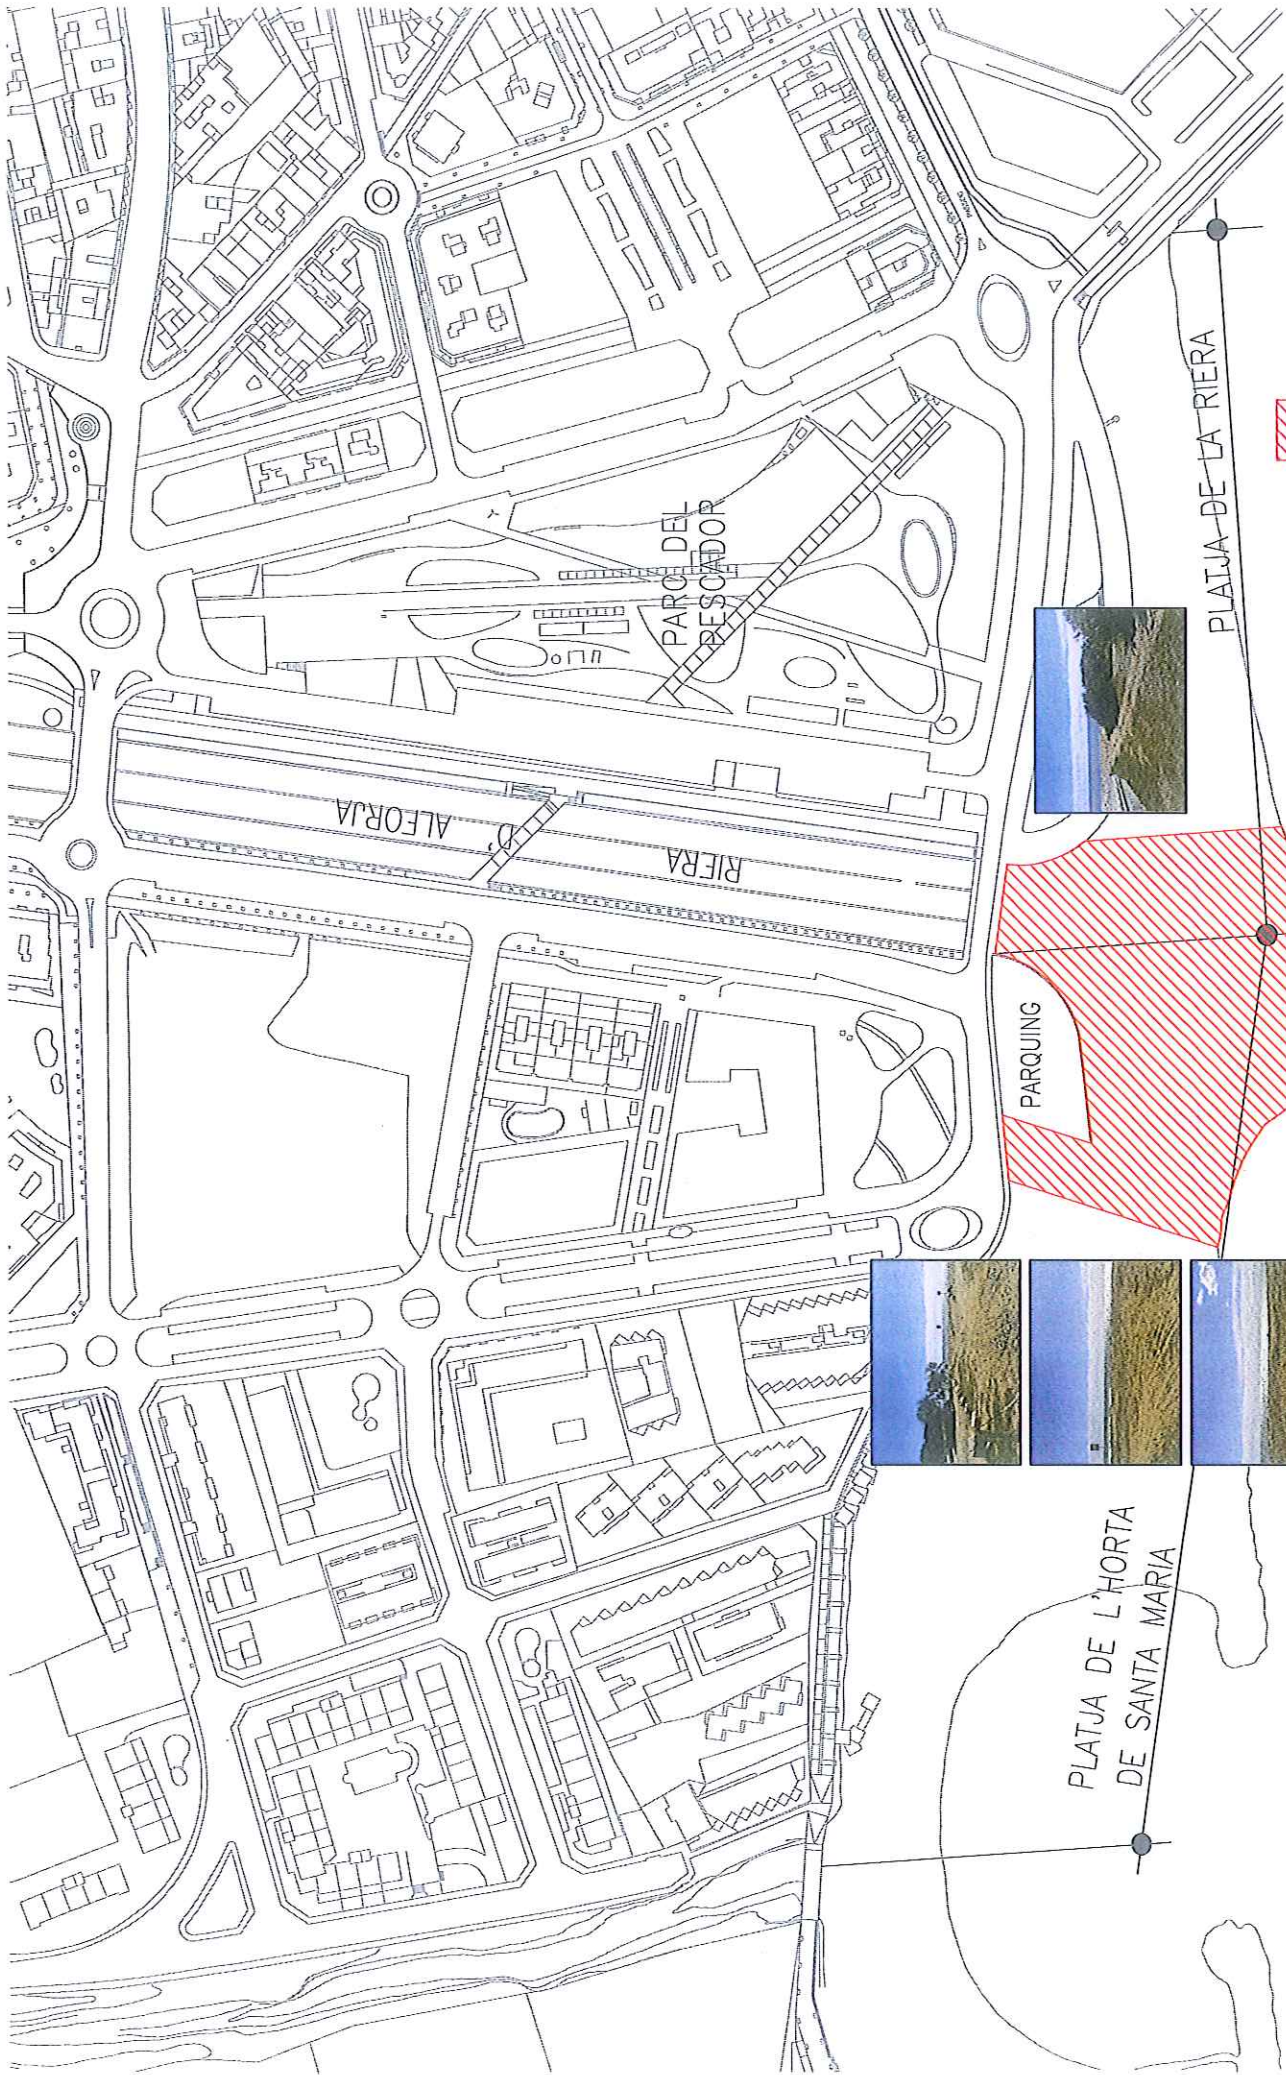 PARC DEL
PESCADOR
PLATJA DE LA RIERA
ALFORJA
D'
RIERA
PARQUING
PLATJA DE L'HORTA
DE SANTA MARIA